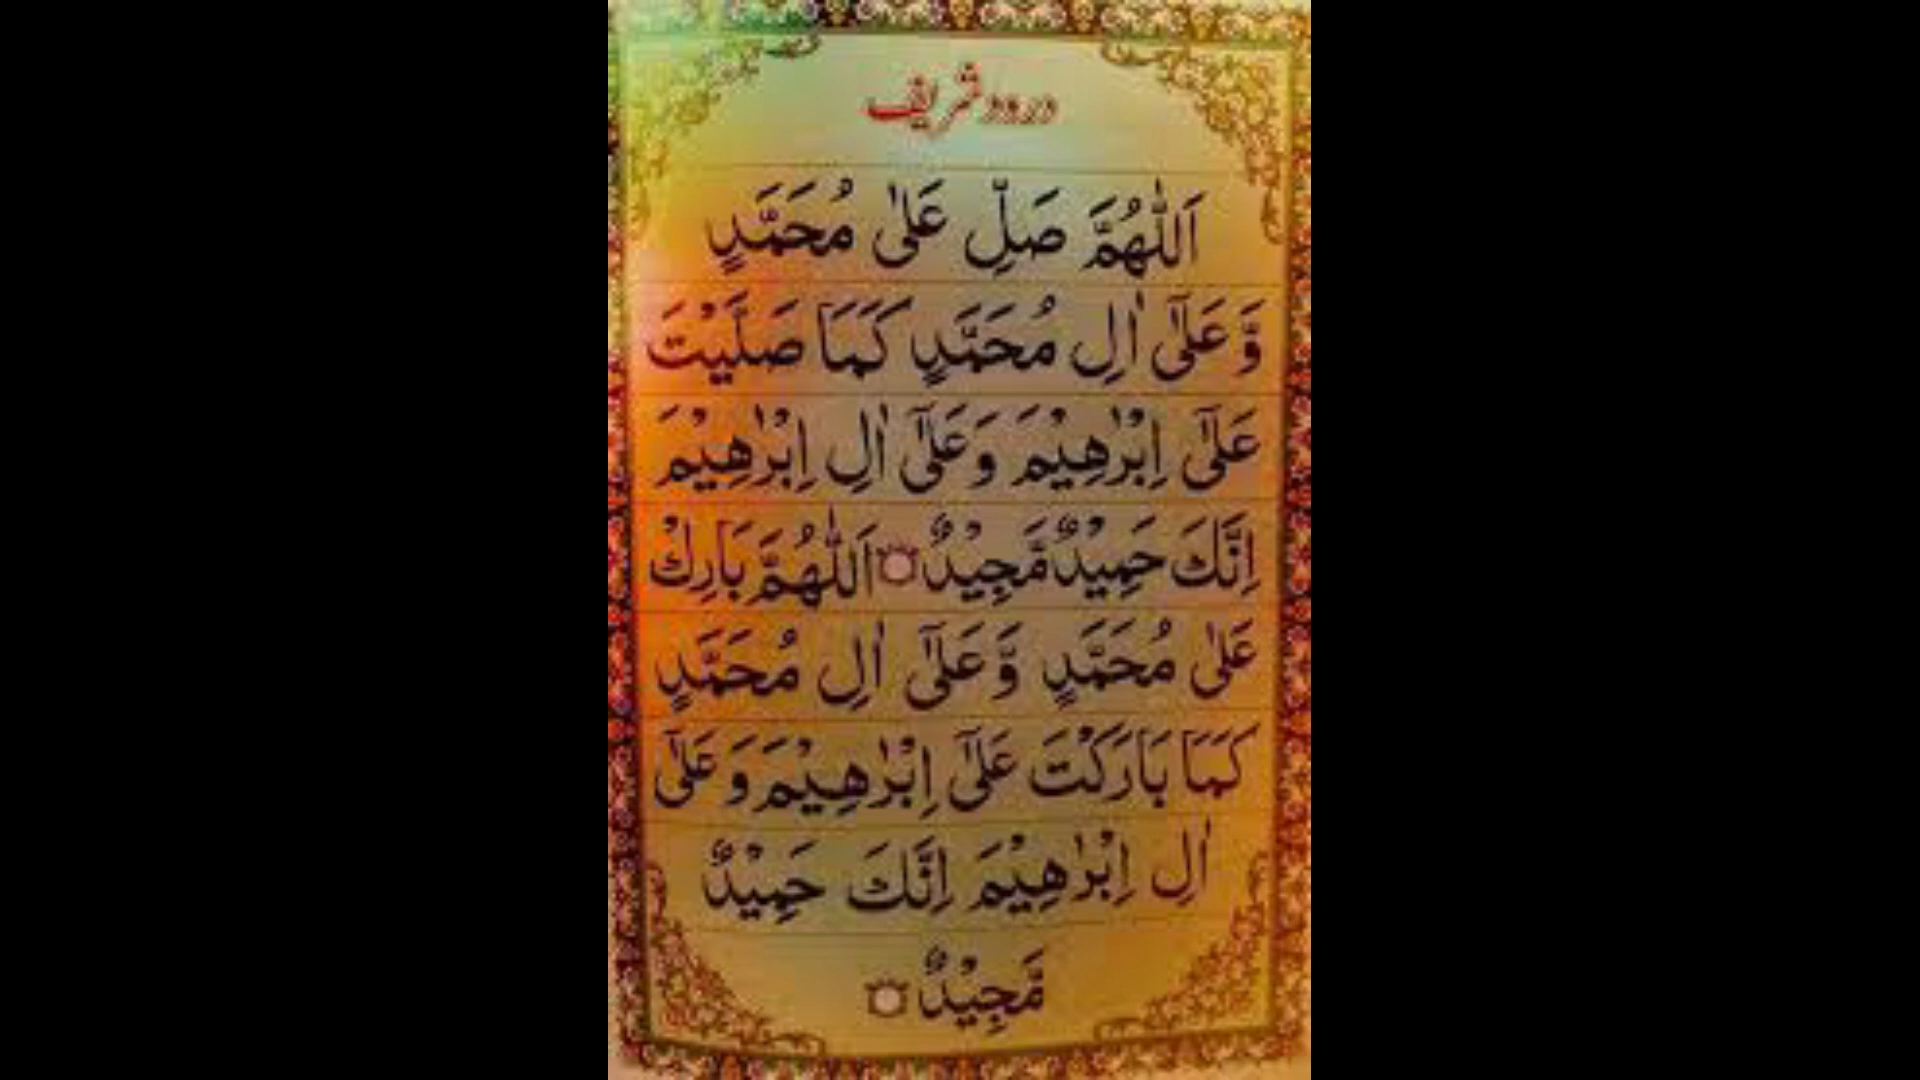 درود شریف
اَللّٰهُمَّ صَلِّ عَلٰى مُحَمَّدٍ
وَّعَلٰٓى اٰلِ مُحَمَّدٍ كَمَا صَلَّيْتَ
عَلٰٓى اِبْرٰهِيْمَ وَعَلٰٓى اٰلِ اِبْرٰهِيْمَ
اِنَّكَ حَمِيْدٌ مَّجِيْدٌ ۝ اَللّٰهُمَّ بَارِكْ
عَلٰى مُحَمَّدٍ وَّعَلٰٓى اٰلِ مُحَمَّدٍ
كَمَا بَارَكْتَ عَلٰٓى اِبْرٰهِيْمَ وَعَلٰٓى
اٰلِ اِبْرٰهِيْمَ اِنَّكَ حَمِيْدٌ
مَّجِيْدٌ ۝